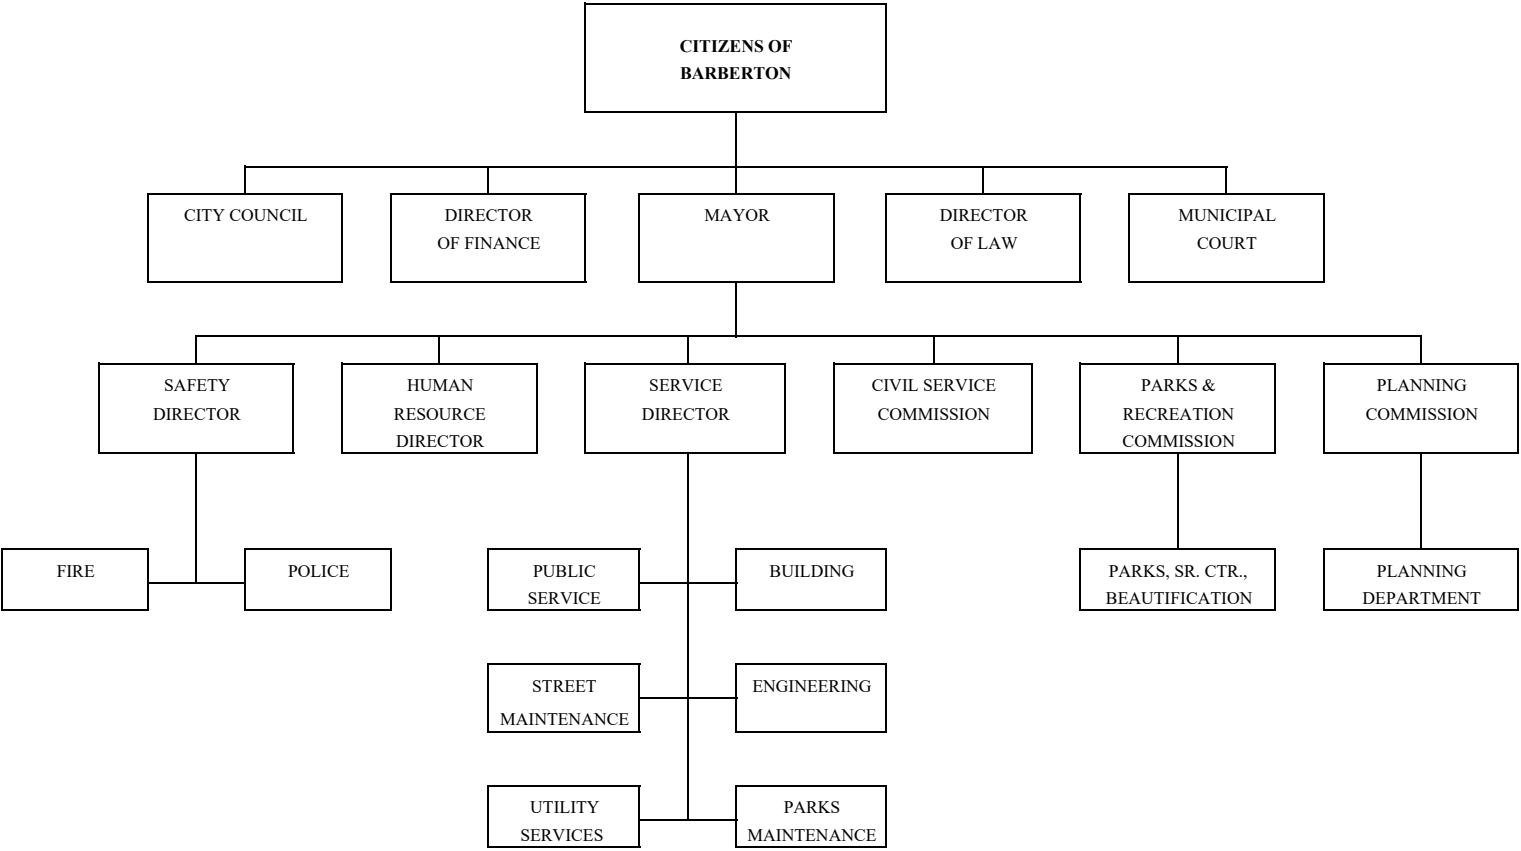 CITIZENS OF
BARBERTON
CITY COUNCIL
DIRECTOR
OF FINANCE
MAYOR
DIRECTOR
OF LAW
MUNICIPAL
COURT
SAFETY
DIRECTOR
HUMAN
RESOURCE
DIRECTOR
SERVICE
DIRECTOR
CIVIL SERVICE
COMMISSION
PARKS &
RECREATION
COMMISSION
PLANNING
COMMISSION
FIRE
POLICE
PUBLIC
SERVICE
BUILDING
PARKS, SR. CTR.,
BEAUTIFICATION
PLANNING
DEPARTMENT
STREET
MAINTENANCE
ENGINEERING
UTILITY
SERVICES
PARKS
MAINTENANCE